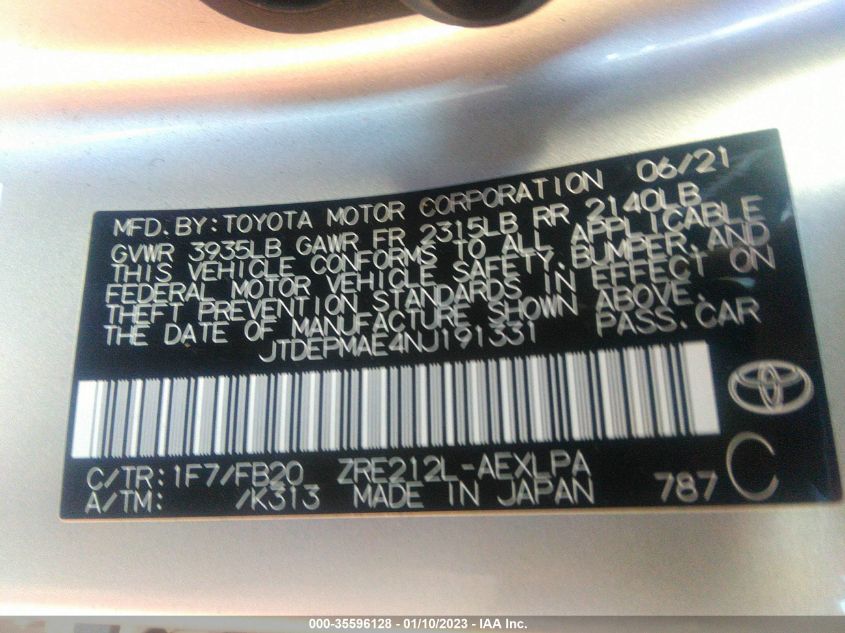 MFD. BY: TOYOTA MOTOR CORPORATION 06/21
GVWR 3935LB GAWR FR 2315LB RR 2140LB
THIS VEHICLE CONFORMS TO ALL APPLICABLE
FEDERAL MOTOR VEHICLE SAFETY, BUMPER, AND
THEFT PREVENTION STANDARDS IN EFFECT ON
THE DATE OF MANUFACTURE SHOWN ABOVE.
JTDEPMAE4NJ191331 PASS. CAR
C/TR: 1F7/FB20 ZRE212L-AEXLPA
A/TM: /K313 MADE IN JAPAN 787 C
000-35596128 - 01/10/2023 - IAA Inc.